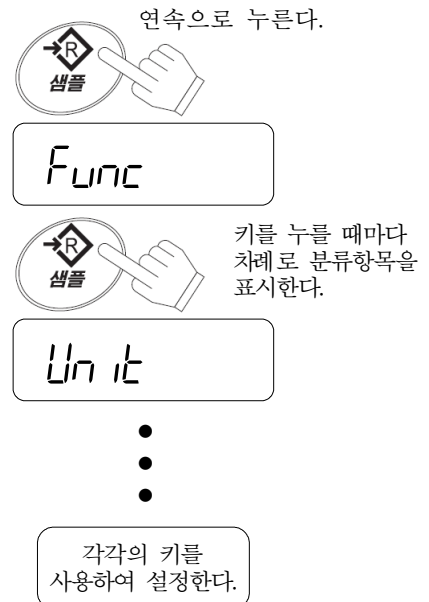 연속으로 누른다.
R
샘플
Func
R
샘플
키를 누를 때마다
차례로 분류항목을
표시한다.
Unit
각각의 키를
사용하여 설정한다.